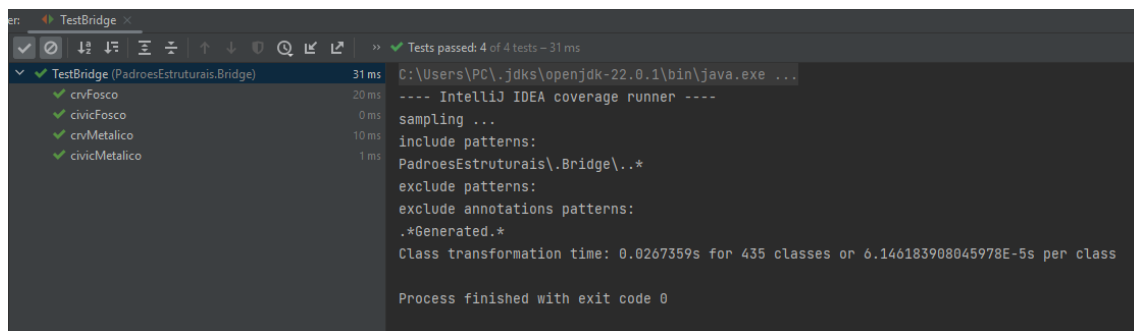 er: TestBridge
Tests passed: 4 of 4 tests – 31 ms
TestBridge (PadroesEstruturais.Bridge) 31 ms
crvFosco 20 ms
civicFosco 0 ms
crvMetalico 10 ms
civicMetalico 1 ms
C:\Users\PC\.jdks\openjdk-22.0.1\bin\java.exe ...
---- IntelliJ IDEA coverage runner ----
sampling ...
include patterns:
PadroesEstruturais\.Bridge\..*
exclude patterns:
exclude annotations patterns:
.*Generated.*
Class transformation time: 0.0267359s for 435 classes or 6.146183908045978E-5s per class
Process finished with exit code 0